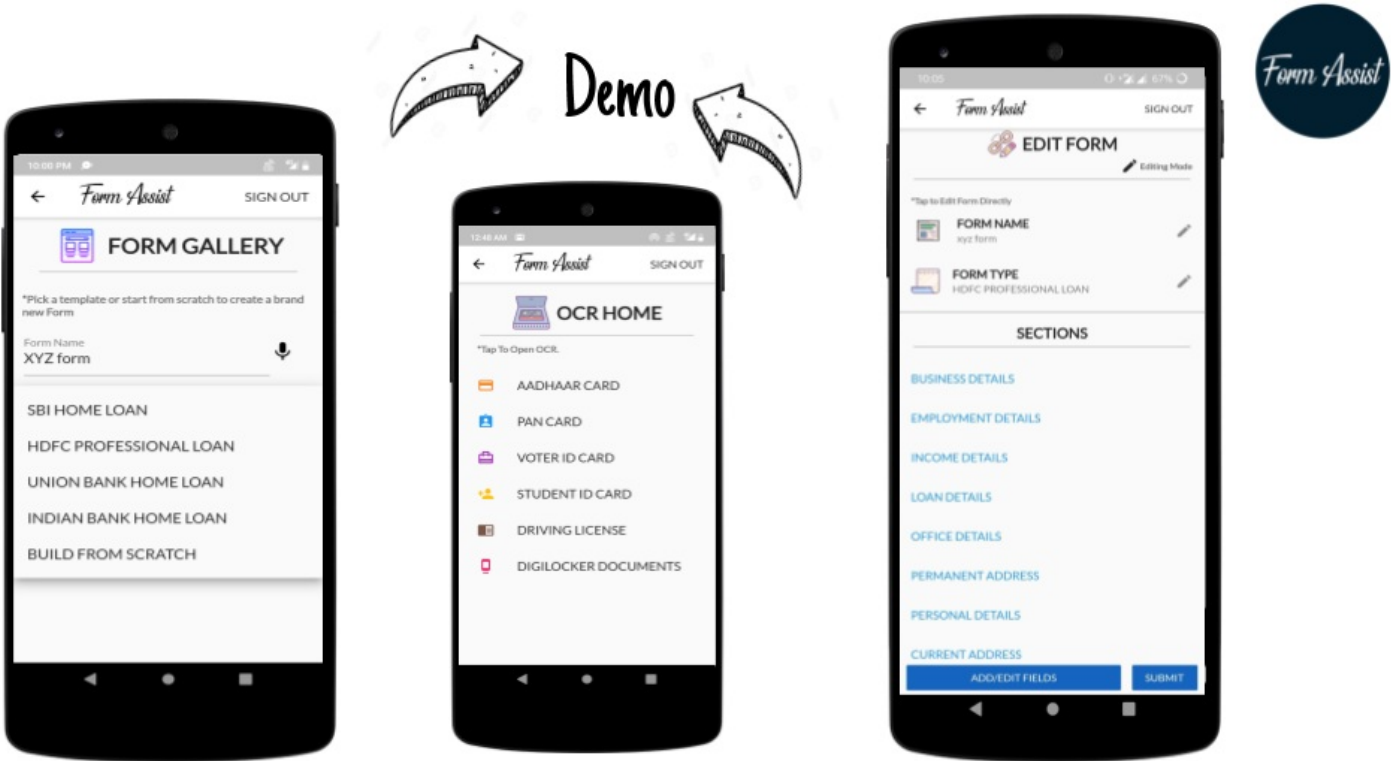 Demo
Form Assist
10:00 PM
Form Assist
SIGN OUT
FORM GALLERY
*Pick a template or start from scratch to create a brand
new Form
Form Name
XYZ form
SBI HOME LOAN
HDFC PROFESSIONAL LOAN
UNION BANK HOME LOAN
INDIAN BANK HOME LOAN
BUILD FROM SCRATCH
12:48 AM
Form Assist
SIGN OUT
OCR HOME
*Tap To Open OCR.
AADHAAR CARD
PAN CARD
VOTER ID CARD
STUDENT ID CARD
DRIVING LICENSE
DIGILOCKER DOCUMENTS
10:05
67%
Form Assist
SIGN OUT
EDIT FORM
Editing Mode
*Tap to Edit Form Directly
FORM NAME
xyz form
FORM TYPE
HDFC PROFESSIONAL LOAN
SECTIONS
BUSINESS DETAILS
EMPLOYMENT DETAILS
INCOME DETAILS
LOAN DETAILS
OFFICE DETAILS
PERMANENT ADDRESS
PERSONAL DETAILS
CURRENT ADDRESS
ADD/EDIT FIELDS
SUBMIT